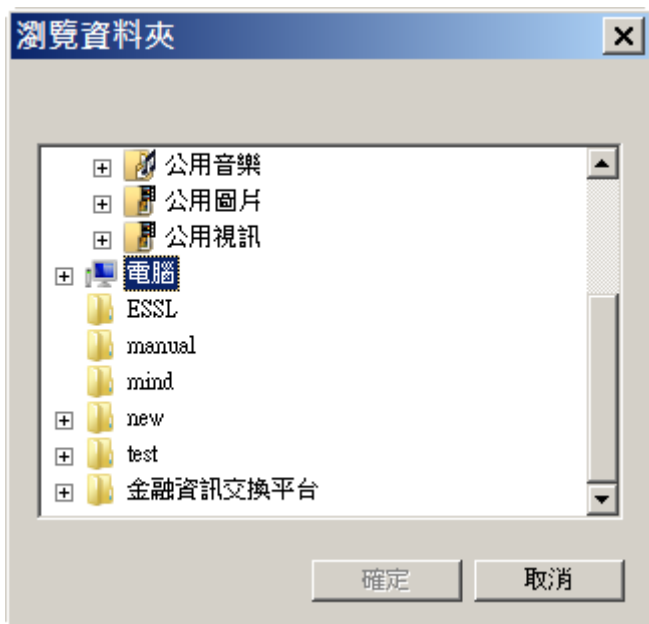 瀏覽資料夾
公用音樂
公用圖片
公用視訊
電腦
ESSL
manual
mind
new
test
金融資訊交換平台
確定
取消